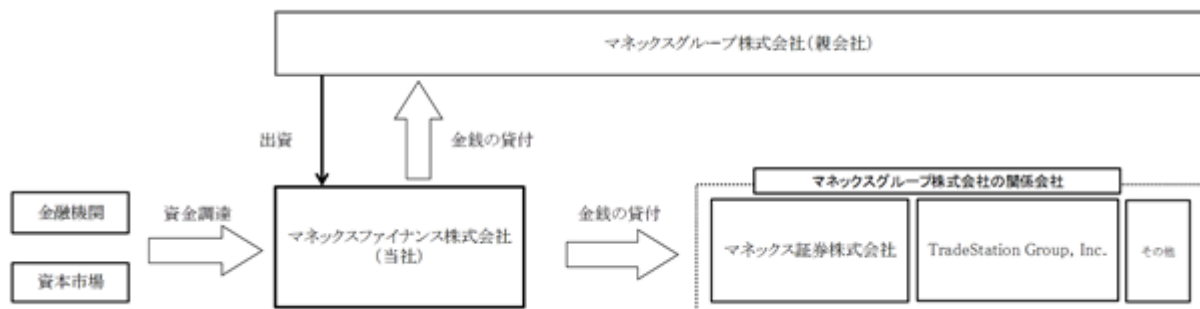 マネックスグループ株式会社(親会社)
出資
金銭の貸付
マネックスグループ株式会社の関係会社
金融機関
資金調達
マネックスファイナンス株式会社
(当社)
金銭の貸付
マネックス証券株式会社
TradeStation Group, Inc.
その他
資本市場